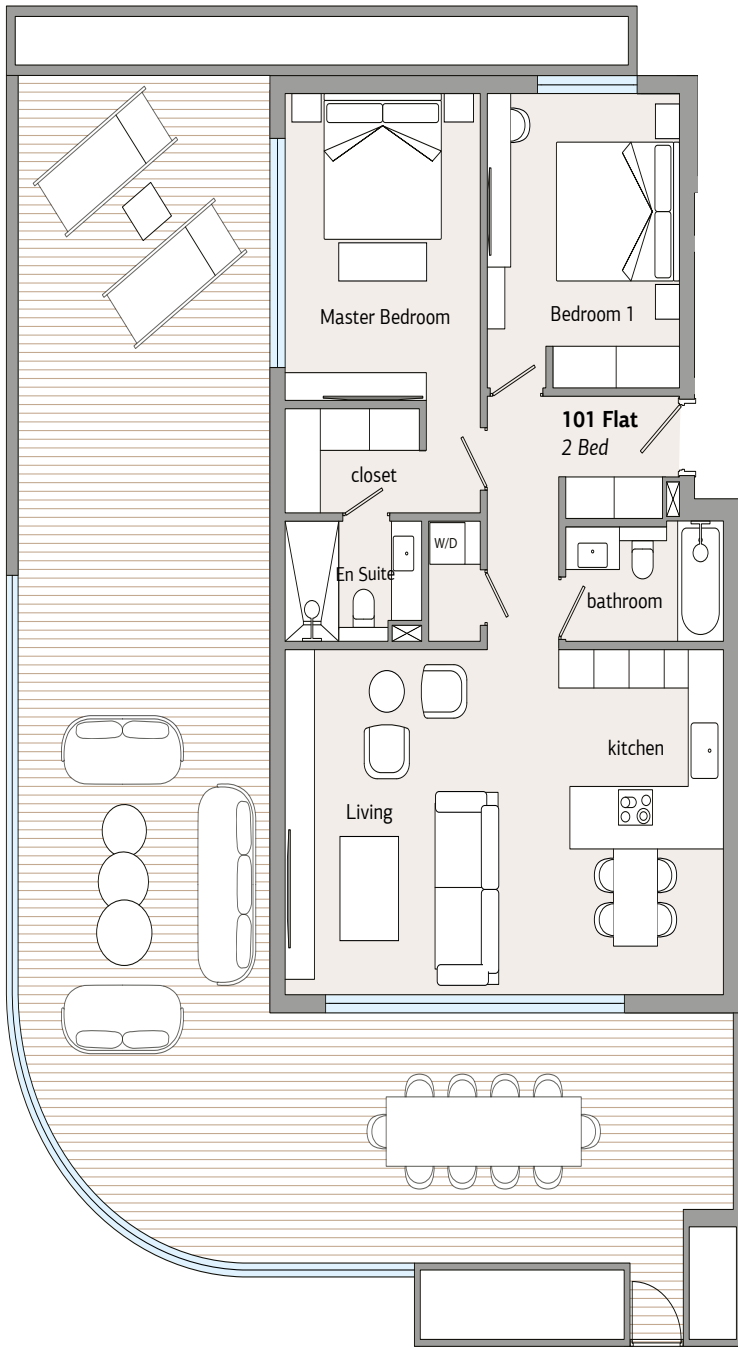 Master Bedroom
Bedroom 1
101 Flat
2 Bed
closet
W/D
En Suite
bathroom
kitchen
Living